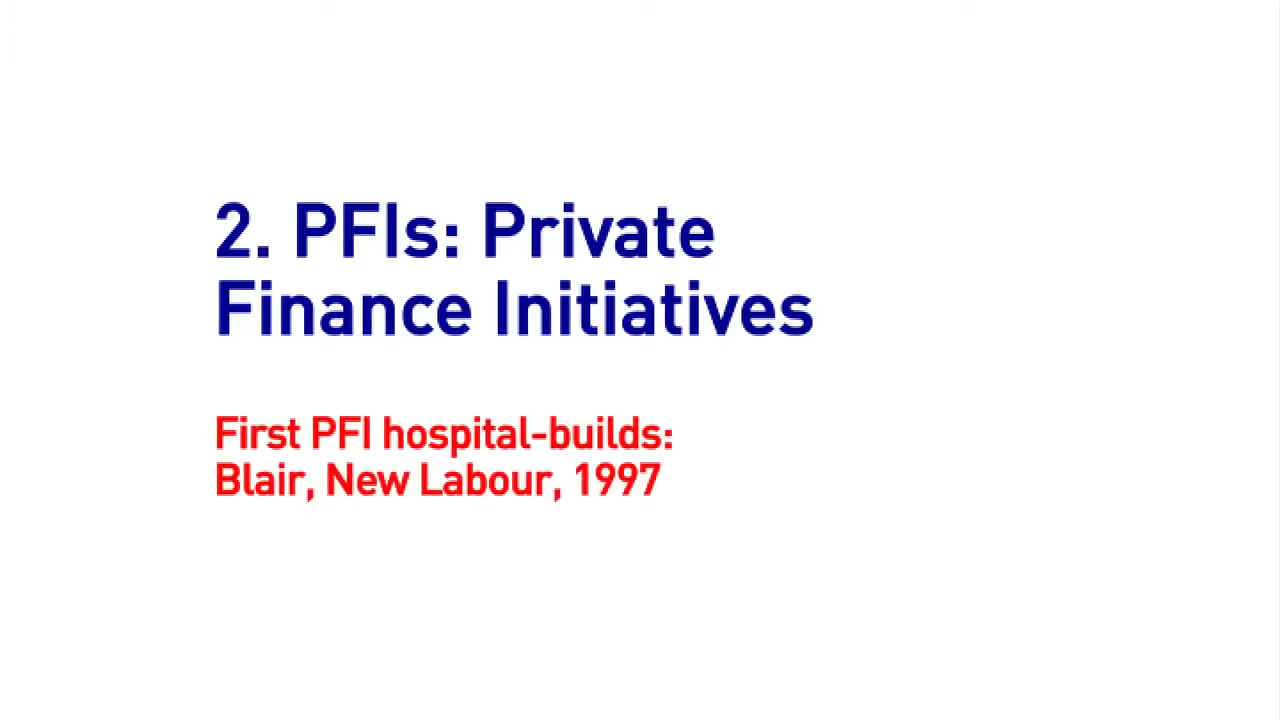 2. PFIs: Private
Finance Initiatives
First PFI hospital-builds:
Blair, New Labour, 1997